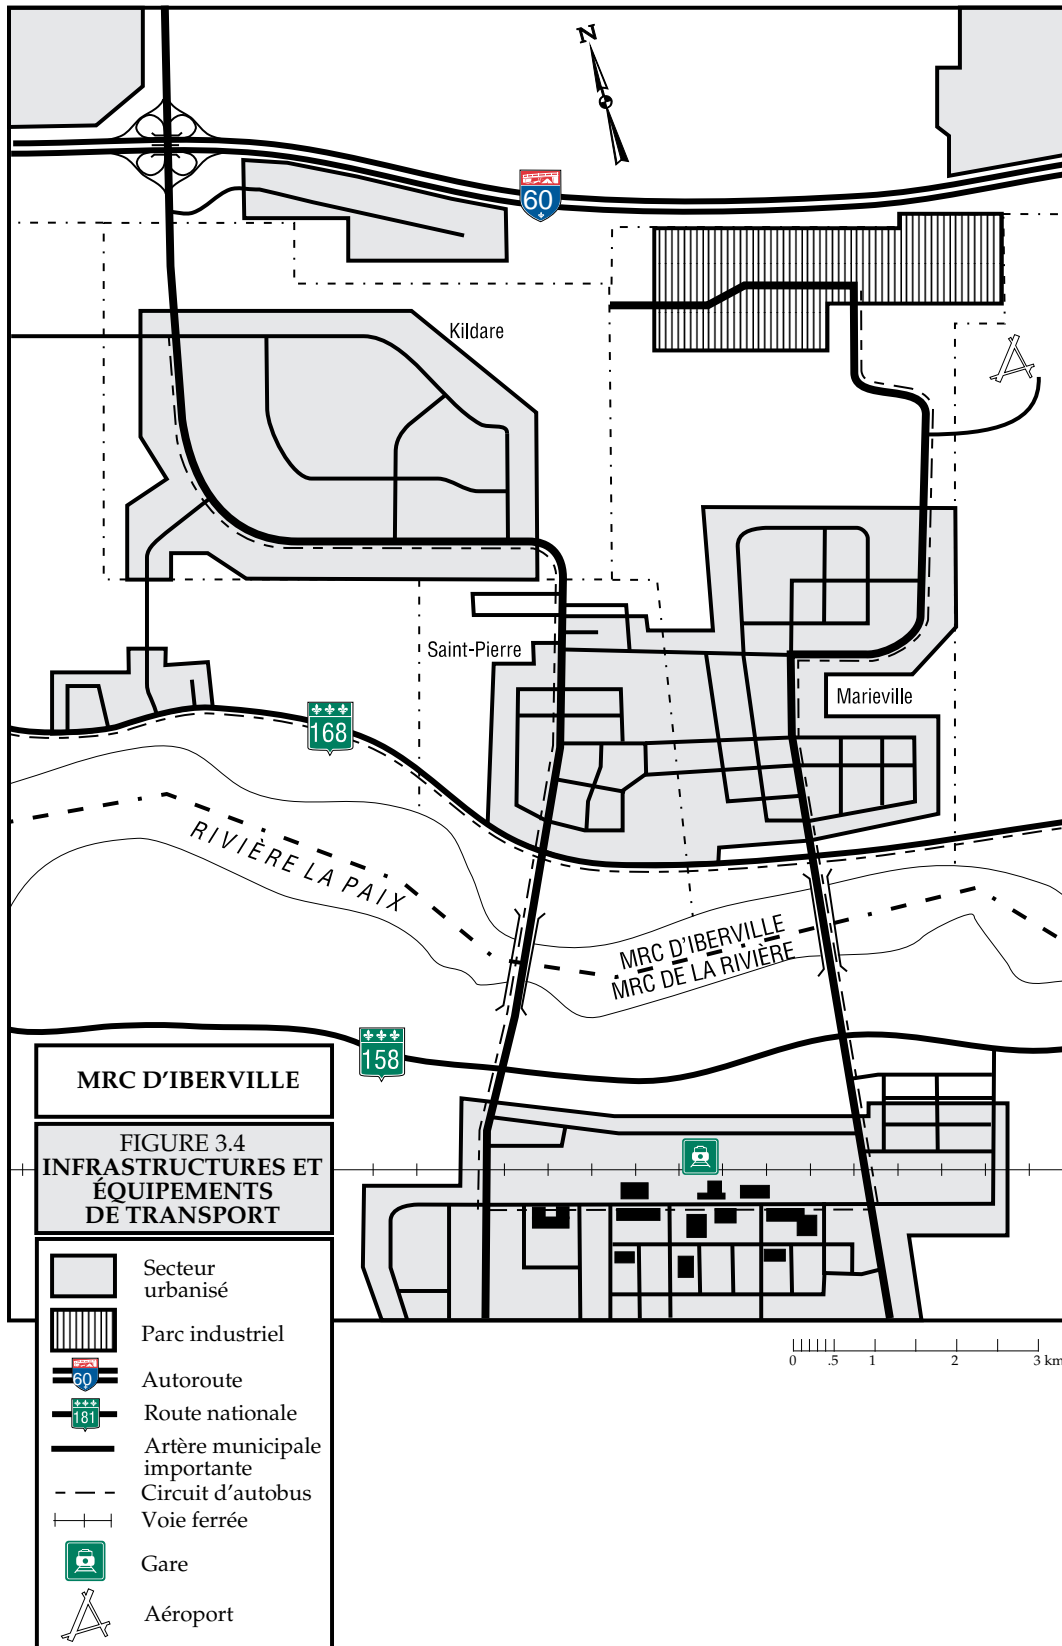 N
60
Kildare
Saint-Pierre
Marieville
168
RIVIÈRE LA PAIX
MRC D'IBERVILLE
MRC DE LA RIVIÈRE
158
MRC D’IBERVILLE
FIGURE 3.4
INFRASTRUCTURES ET
ÉQUIPEMENTS
DE TRANSPORT
Secteur
urbanisé
Parc industriel
60
Autoroute
181
Route nationale
Artère municipale
importante
Circuit d'autobus
Voie ferrée
Gare
Aéroport
0 .5 1 2 3 km